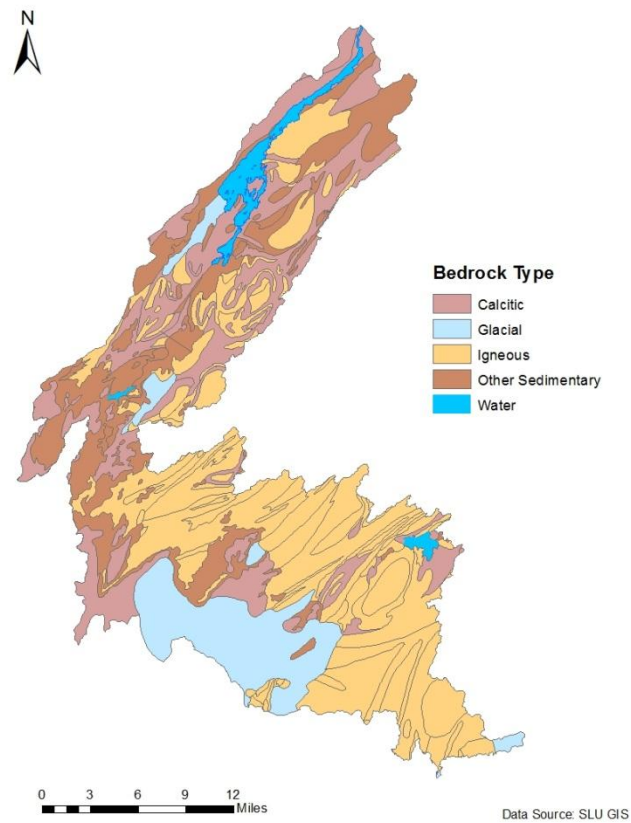 N
Bedrock Type
Calcitic
Glacial
Igneous
Other Sedimentary
Water
0 3 6 9 12
Miles
Data Source: SLU GIS